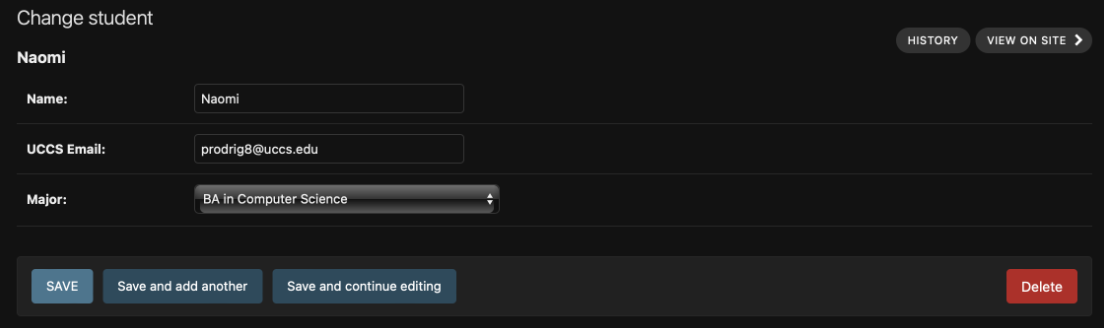 Change student
HISTORY
VIEW ON SITE
Naomi
Name: Naomi
UCCS Email: prodrig8@uccs.edu
Major: BA in Computer Science
SAVE Save and add another Save and continue editing Delete